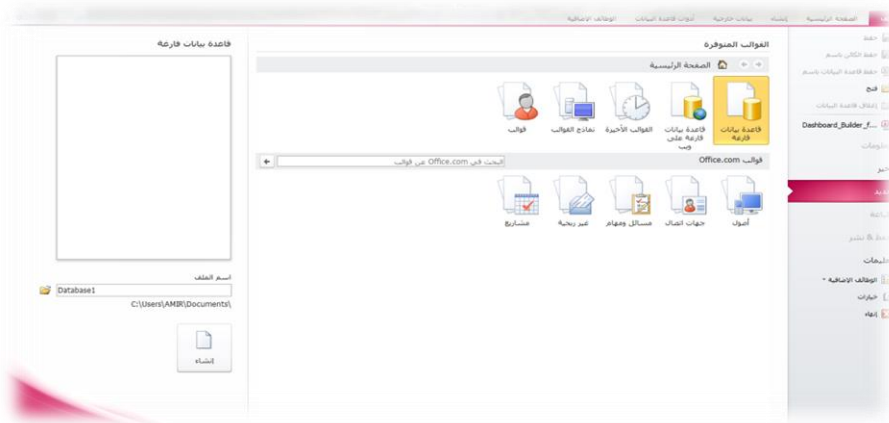 الصفحة الرئيسية إنشاء بيانات خارجية أدوات قاعدة البيانات الوظائف الإضافية
حفظ
حفظ الكائن باسم
حفظ قاعدة البيانات باسم
فتح
إغلاق قاعدة البيانات
Dashboard_Builder_f...
الوظائف الإضافية
خيارات
إنهاء
القوالب المتوفرة
الصفحة الرئيسية
قاعدة بيانات فارغة
قاعدة بيانات فارغة على ويب
القوالب الأخيرة
نماذج القوالب
قوالب
قوالب Office.com
البحث في Office.com عن قوالب
أصول
جهات اتصال
مسائل ومهام
غير ربحية
مشاريع
قاعدة بيانات فارغة
اسم الملف
Database1
C:\Users\AMIR\Documents\
إنشاء